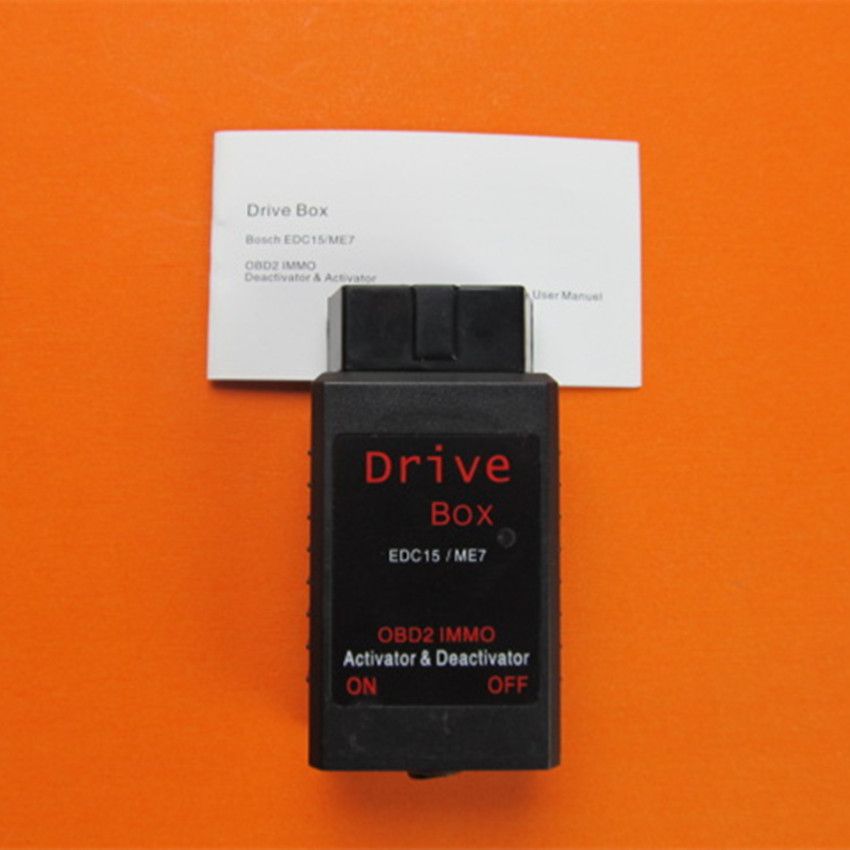 Drive Box
Bosch EDC15/ME7
OBD2 IMMO
Deactivator & Activator
User Manuel
Drive
Box
EDC15 / ME7
OBD2 IMMO
Activator & Deactivator
ON OFF